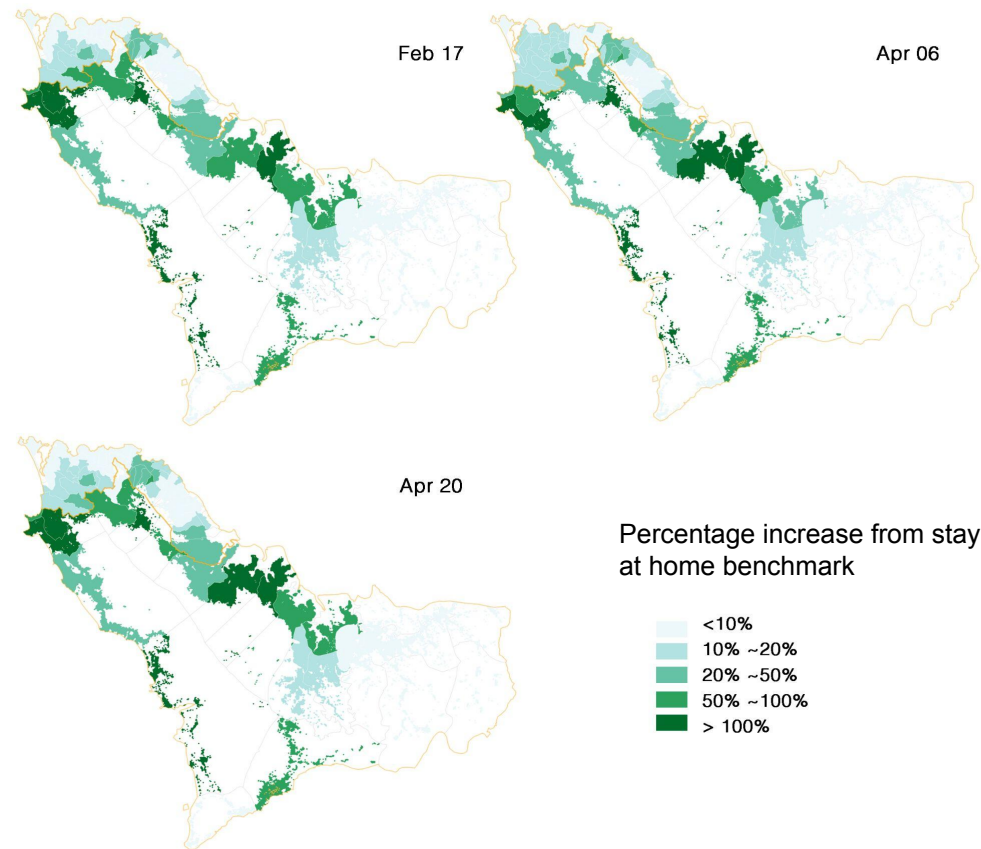 Feb 17
Apr 06
Apr 20
Percentage increase from stay
at home benchmark
<10%
10% ~20%
20% ~50%
50% ~100%
> 100%